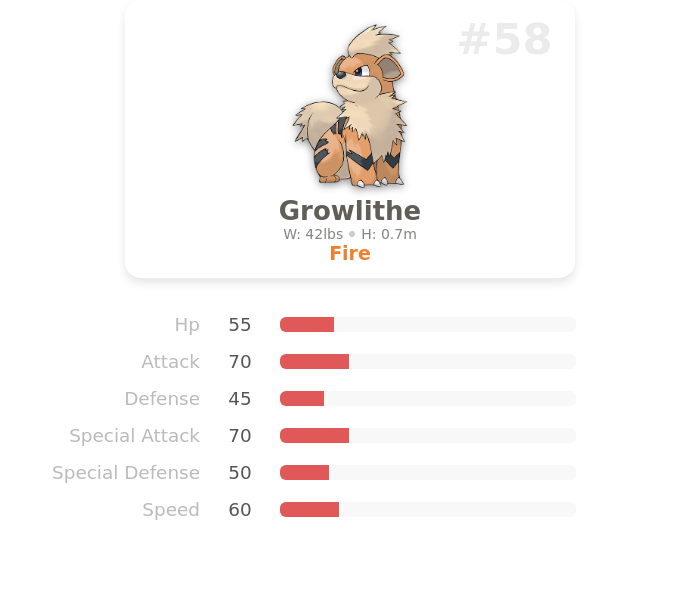 #58
Growlithe
W: 42lbs • H: 0.7m
Fire
Hp 55
Attack 70
Defense 45
Special Attack 70
Special Defense 50
Speed 60